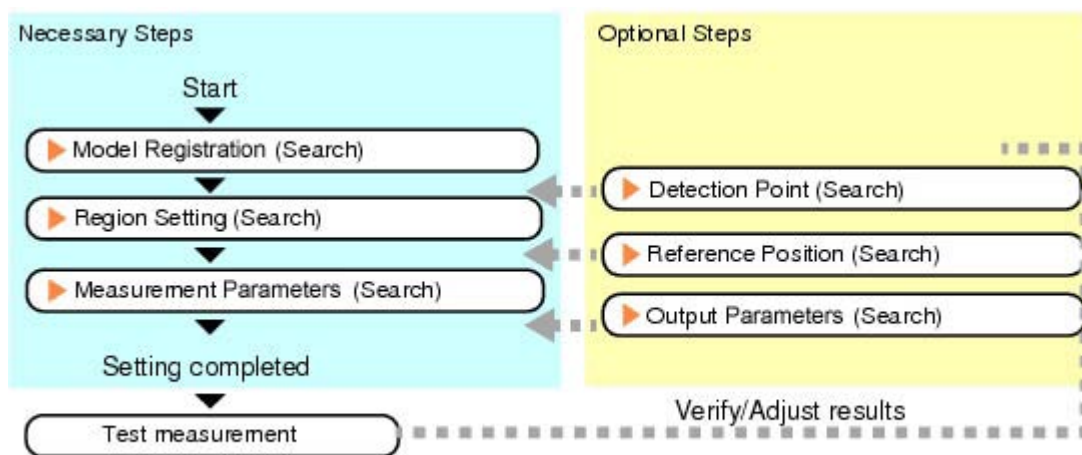 Necessary Steps
Start
Model Registration (Search)
Region Setting (Search)
Measurement Parameters (Search)
Setting completed
Test measurement
Optional Steps
Detection Point (Search)
Reference Position (Search)
Output Parameters (Search)
Verify/Adjust results